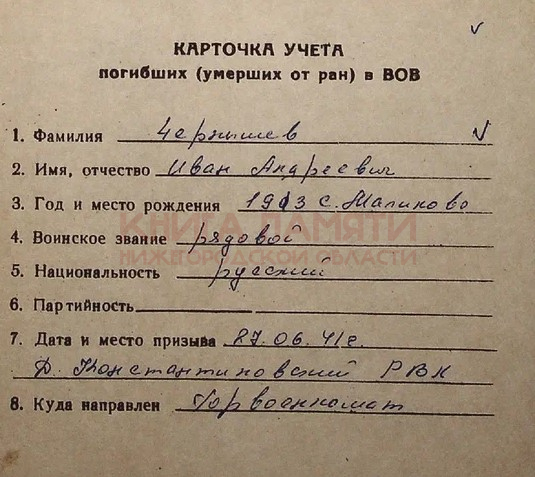 КАРТОЧКА УЧЕТА
погибших (умерших от ран) в ВОВ
1. Фамилия Чернышев
2. Имя, отчество Иван Андреевич
3. Год и место рождения 1913 с. Маликово
КНИГА ПАМЯТИ
4. Воинское звание рядовой
НИЖЕГОРОДСКОЙ ОБЛАСТИ
5. Национальность русский
6. Партийность
7. Дата и место призыва 27.06.41г.
Д. Константиновский РВК
8. Куда направлен Горвоенкомат